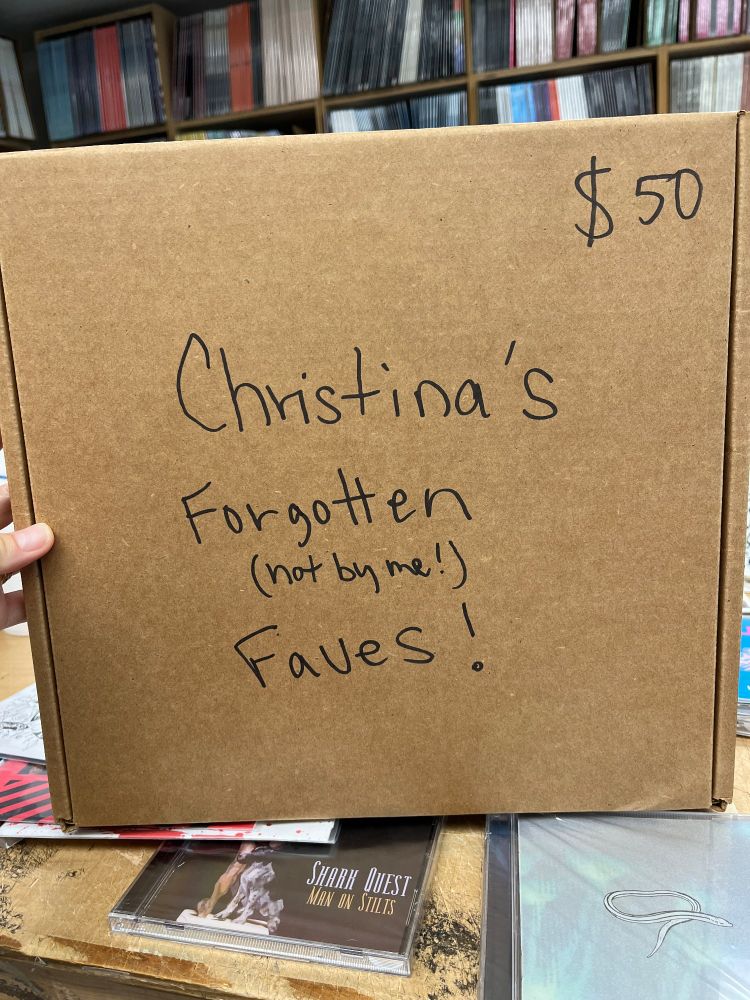 $50
Christina's
Forgotten
(not by me!)
Faves!
SHARK QUEST
MAN ON STILTS